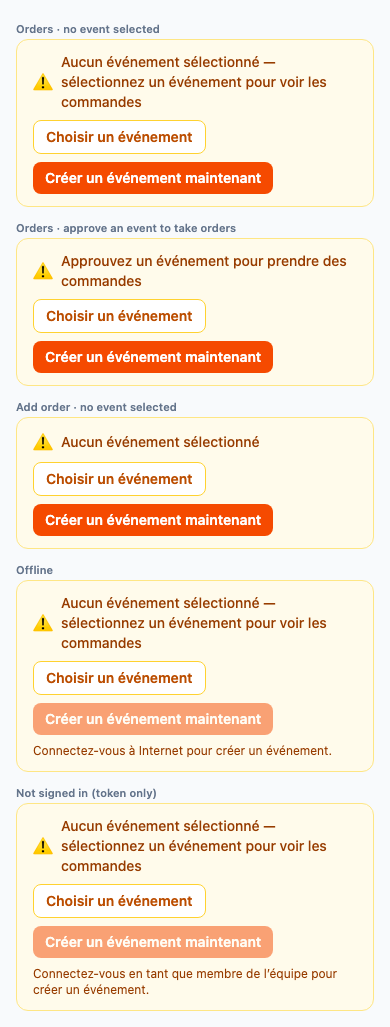 Orders · no event selected
Aucun événement sélectionné —
sélectionnez un événement pour voir les
commandes
Choisir un événement
Créer un événement maintenant
Orders · approve an event to take orders
Approuvez un événement pour prendre des
commandes
Choisir un événement
Créer un événement maintenant
Add order · no event selected
Aucun événement sélectionné
Choisir un événement
Créer un événement maintenant
Offline
Aucun événement sélectionné —
sélectionnez un événement pour voir les
commandes
Choisir un événement
Créer un événement maintenant
Connectez-vous à Internet pour créer un événement.
Not signed in (token only)
Aucun événement sélectionné —
sélectionnez un événement pour voir les
commandes
Choisir un événement
Créer un événement maintenant
Connectez-vous en tant que membre de l'équipe pour
créer un événement.